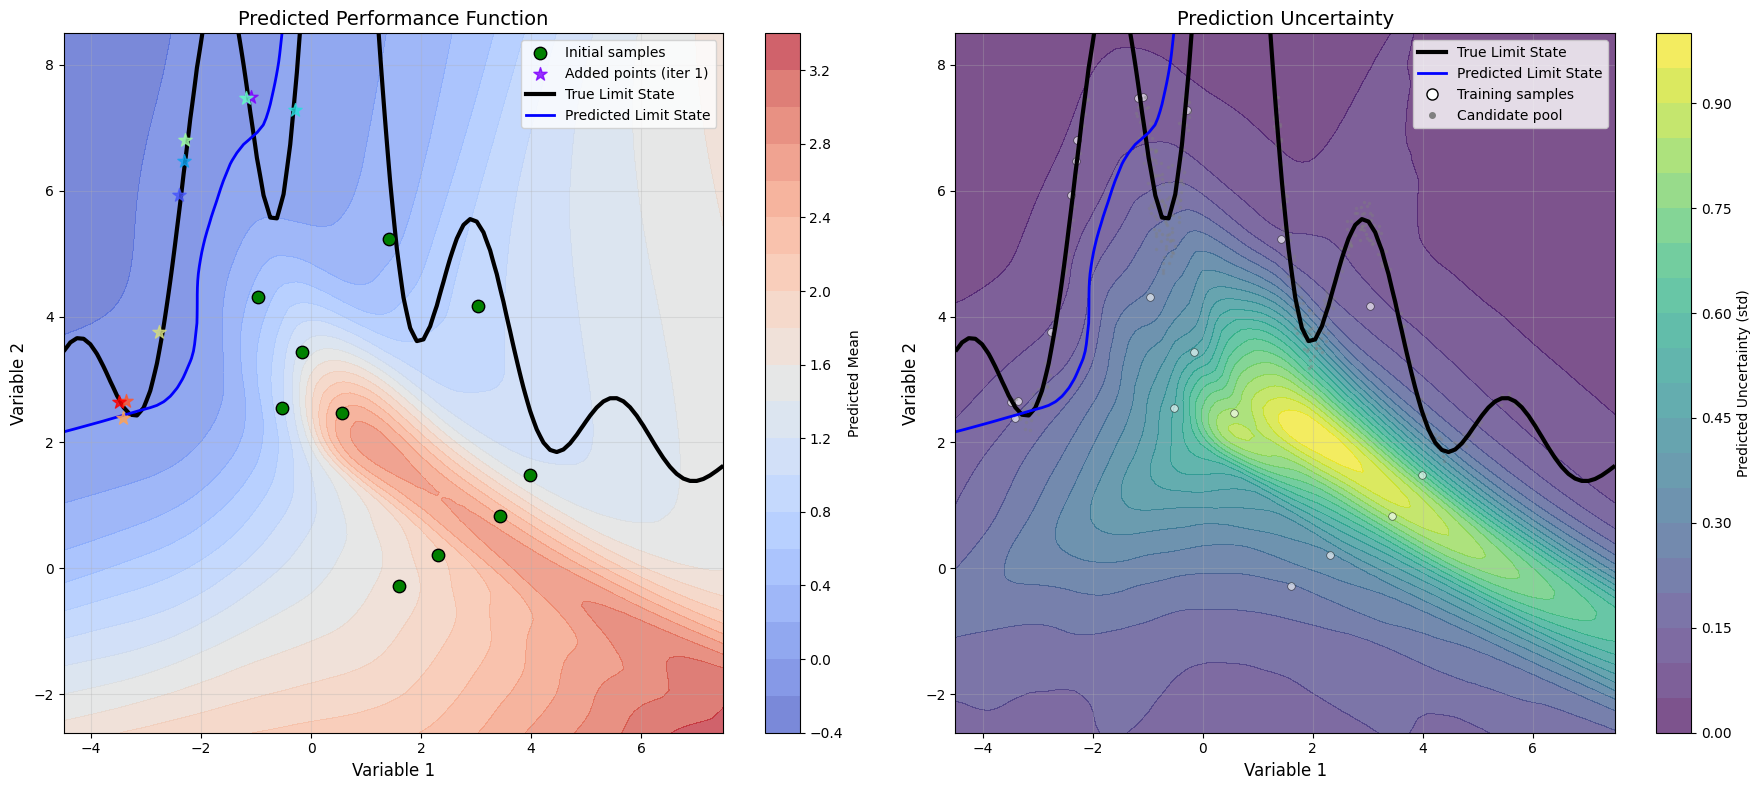 Predicted Performance Function
Initial samples
Added points (iter 1)
True Limit State
Predicted Limit State
8
6
4
2
0
−2
−4
−2
0
2
4
6
Variable 1
Variable 2
3.2
2.8
2.4
2.0
1.6
1.2
0.8
0.4
0.0
−0.4
Predicted Mean
Prediction Uncertainty
True Limit State
Predicted Limit State
Training samples
Candidate pool
8
6
4
2
0
−2
−4
−2
0
2
4
6
Variable 1
Variable 2
0.90
0.75
0.60
0.45
0.30
0.15
0.00
Predicted Uncertainty (std)